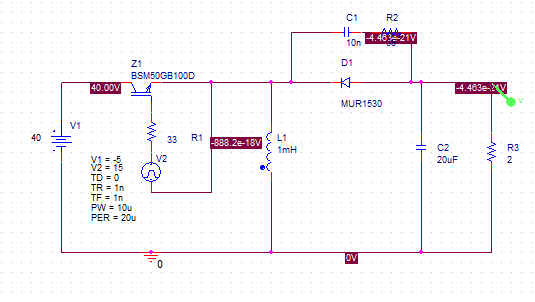 C1
R2
10n
-4.463e-21V
Z1
BSM50GB100D
D1
40.00V
-4.463e-21V
V
MUR1530
V1
40
33
R1
-888.2e-18V
L1
1mH
V2
C2
20uF
R3
2
V1 = -5
V2 = 15
TD = 0
TR = 1n
TF = 1n
PW = 10u
PER = 20u
0
0V